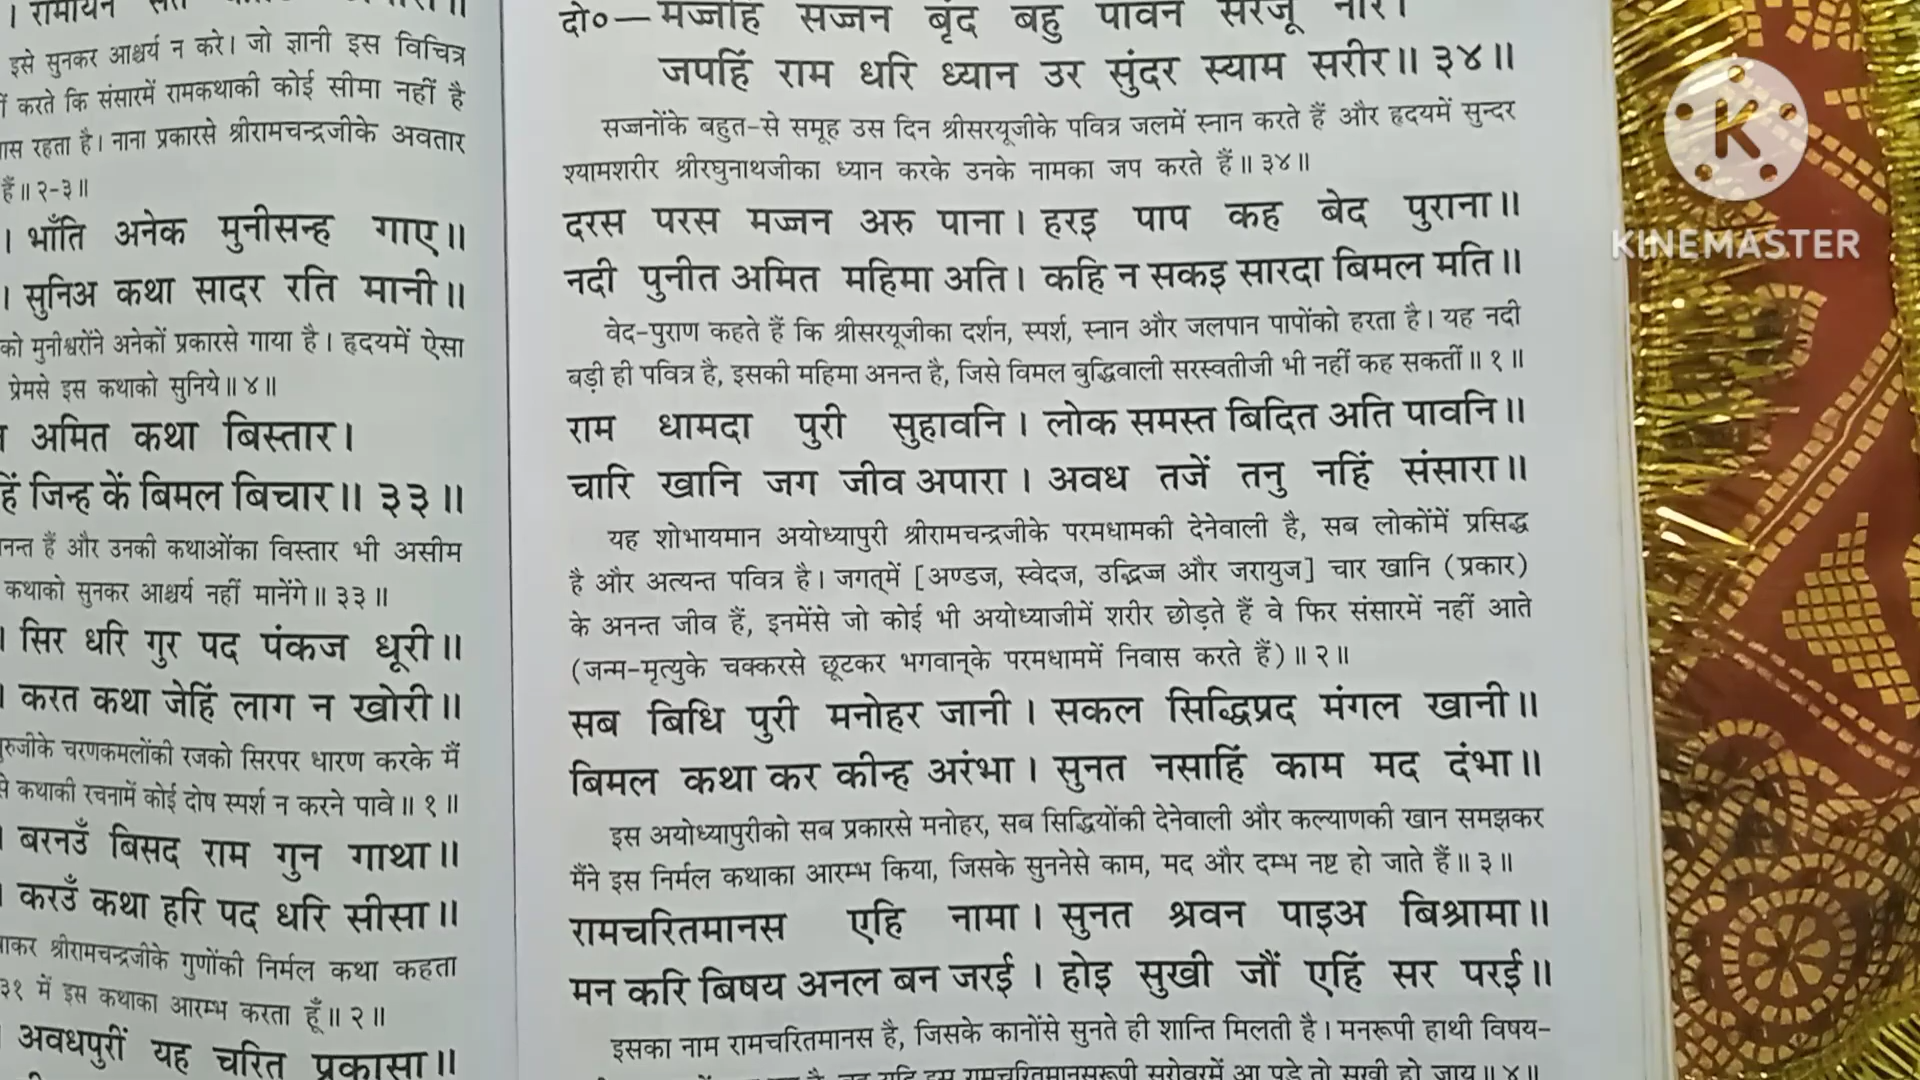 । रामायन सत
इसे सुनकर आश्चर्य न करे। जो ज्ञानी इस विचित्र
करते कि संसारमें रामकथाकी कोई सीमा नहीं है
रहता है। नाना प्रकारसे श्रीरामचन्द्रजीके अवतार
हैं॥ २-३॥
। भाँति अनेक मुनीसन्ह गाए॥
। सुनिअ कथा सादर रति मानी॥
को मुनीश्वरोंने अनेकों प्रकारसे गाया है। हृदयमें ऐसा
प्रेमसे इस कथाको सुनिये॥ ४॥
अमित कथा बिस्तार।
जिन्ह कें बिमल बिचार॥ ३३॥
हैं और उनकी कथाओंका विस्तार भी असीम
कथाको सुनकर आश्चर्य नहीं मानेंगे॥ ३३॥
। सिर धरि गुर पद पंकज धूरी॥
। करत कथा जेहिं लाग न खोरी॥
चरणकमलोंकी रजको सिरपर धारण करके मैं
कथाकी रचनामें कोई दोष स्पर्श न करने पावे॥ १॥
। बरनउँ बिसद राम गुन गाथा॥
। करउँ कथा हरि पद धरि सीसा॥
श्रीरामचन्द्रजीके गुणोंकी निर्मल कथा कहता
३१ में इस कथाका आरम्भ करता हूँ॥ २॥
। अवधपुरीं यह चरित प्रकासा॥
दो०— मज्जहिं सज्जन बृंद बहु पावन सरजू नीर।
जपहिं राम धरि ध्यान उर सुंदर स्याम सरीर॥ ३४॥
सज्जनोंके बहुत-से समूह उस दिन श्रीसरयूजीके पवित्र जलमें स्नान करते हैं और हृदयमें सुन्दर
श्यामशरीर श्रीरघुनाथजीका ध्यान करके उनके नामका जप करते हैं॥ ३४॥
दरस परस मज्जन अरु पाना। हरइ पाप कह बेद पुराना॥
नदी पुनीत अमित महिमा अति। कहि न सकइ सारदा बिमल मति॥
वेद-पुराण कहते हैं कि श्रीसरयूजीका दर्शन, स्पर्श, स्नान और जलपान पापोंको हरता है। यह नदी
बड़ी ही पवित्र है, इसकी महिमा अनन्त है, जिसे विमल बुद्धिवाली सरस्वतीजी भी नहीं कह सकतीं॥ १॥
राम धामदा पुरी सुहावनि। लोक समस्त बिदित अति पावनि॥
चारि खानि जग जीव अपारा। अवध तजें तनु नहिं संसारा॥
यह शोभायमान अयोध्यापुरी श्रीरामचन्द्रजीके परमधामकी देनेवाली है, सब लोकोंमें प्रसिद्ध
है और अत्यन्त पवित्र है। जगत्‌में [अण्डज, स्वेदज, उद्भिज्ज और जरायुज] चार खानि (प्रकार)
के अनन्त जीव हैं, इनमेंसे जो कोई भी अयोध्याजीमें शरीर छोड़ते हैं वे फिर संसारमें नहीं आते
(जन्म-मृत्युके चक्करसे छूटकर भगवान्‌के परमधाममें निवास करते हैं)॥ २॥
सब बिधि पुरी मनोहर जानी। सकल सिद्धिप्रद मंगल खानी॥
बिमल कथा कर कीन्ह अरंभा। सुनत नसाहिं काम मद दंभा॥
इस अयोध्यापुरीको सब प्रकारसे मनोहर, सब सिद्धियोंकी देनेवाली और कल्याणकी खान समझकर
मैंने इस निर्मल कथाका आरम्भ किया, जिसके सुननेसे काम, मद और दम्भ नष्ट हो जाते हैं॥ ३॥
रामचरितमानस एहि नामा। सुनत श्रवन पाइअ बिश्रामा॥
मन करि बिषय अनल बन जरई। होइ सुखी जौं एहिं सर परई॥
इसका नाम रामचरितमानस है, जिसके कानोंसे सुनते ही शान्ति मिलती है। मनरूपी हाथी विषय-
यदि इस रामचरितमानसरूपी सरोवरमें आ पड़े तो सुखी हो जाय॥ ४॥
K
KINEMASTER